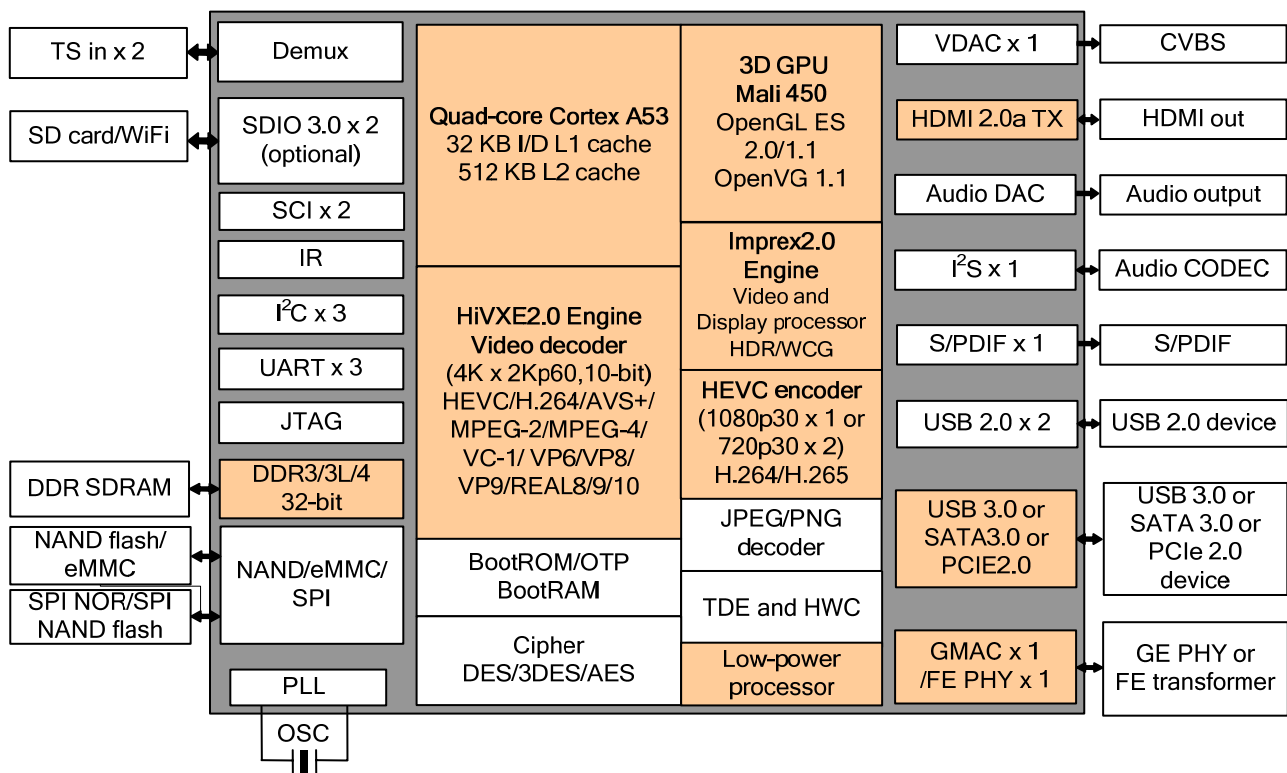 TS in x 2
SD card/WiFi
DDR SDRAM
NAND flash/
eMMC
SPI NOR/SPI
NAND flash
Demux
SDIO 3.0 x 2
(optional)
SCI x 2
IR
I²C x 3
UART x 3
JTAG
DDR3/3L/4
32-bit
NAND/eMMC/
SPI
PLL
OSC
Quad-core Cortex A53
32 KB I/D L1 cache
512 KB L2 cache
HiVXE2.0 Engine
Video decoder
(4K x 2Kp60,10-bit)
HEVC/H.264/AVS+/
MPEG-2/MPEG-4/
VC-1/ VP6/VP8/
VP9/REAL8/9/10
BootROM/OTP
BootRAM
Cipher
DES/3DES/AES
3D GPU
Mali 450
OpenGL ES
2.0/1.1
OpenVG 1.1
Imprex2.0
Engine
Video and
Display processor
HDR/WCG
HEVC encoder
(1080p30 x 1 or
720p30 x 2)
H.264/H.265
JPEG/PNG
decoder
TDE and HWC
Low-power
processor
VDAC x 1
HDMI 2.0a TX
Audio DAC
I²S x 1
S/PDIF x 1
USB 2.0 x 2
USB 3.0 or
SATA3.0 or
PCIE2.0
GMAC x 1
/FE PHY x 1
CVBS
HDMI out
Audio output
Audio CODEC
S/PDIF
USB 2.0 device
USB 3.0 or
SATA 3.0 or
PCIe 2.0
device
GE PHY or
FE transformer